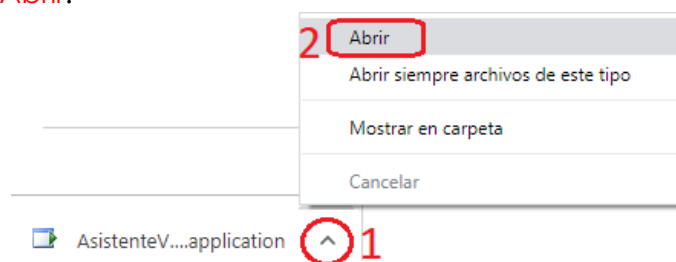 Abrir.
2 Abrir
Abrir siempre archivos de este tipo
Mostrar en carpeta
Cancelar
AsistenteV....application 1